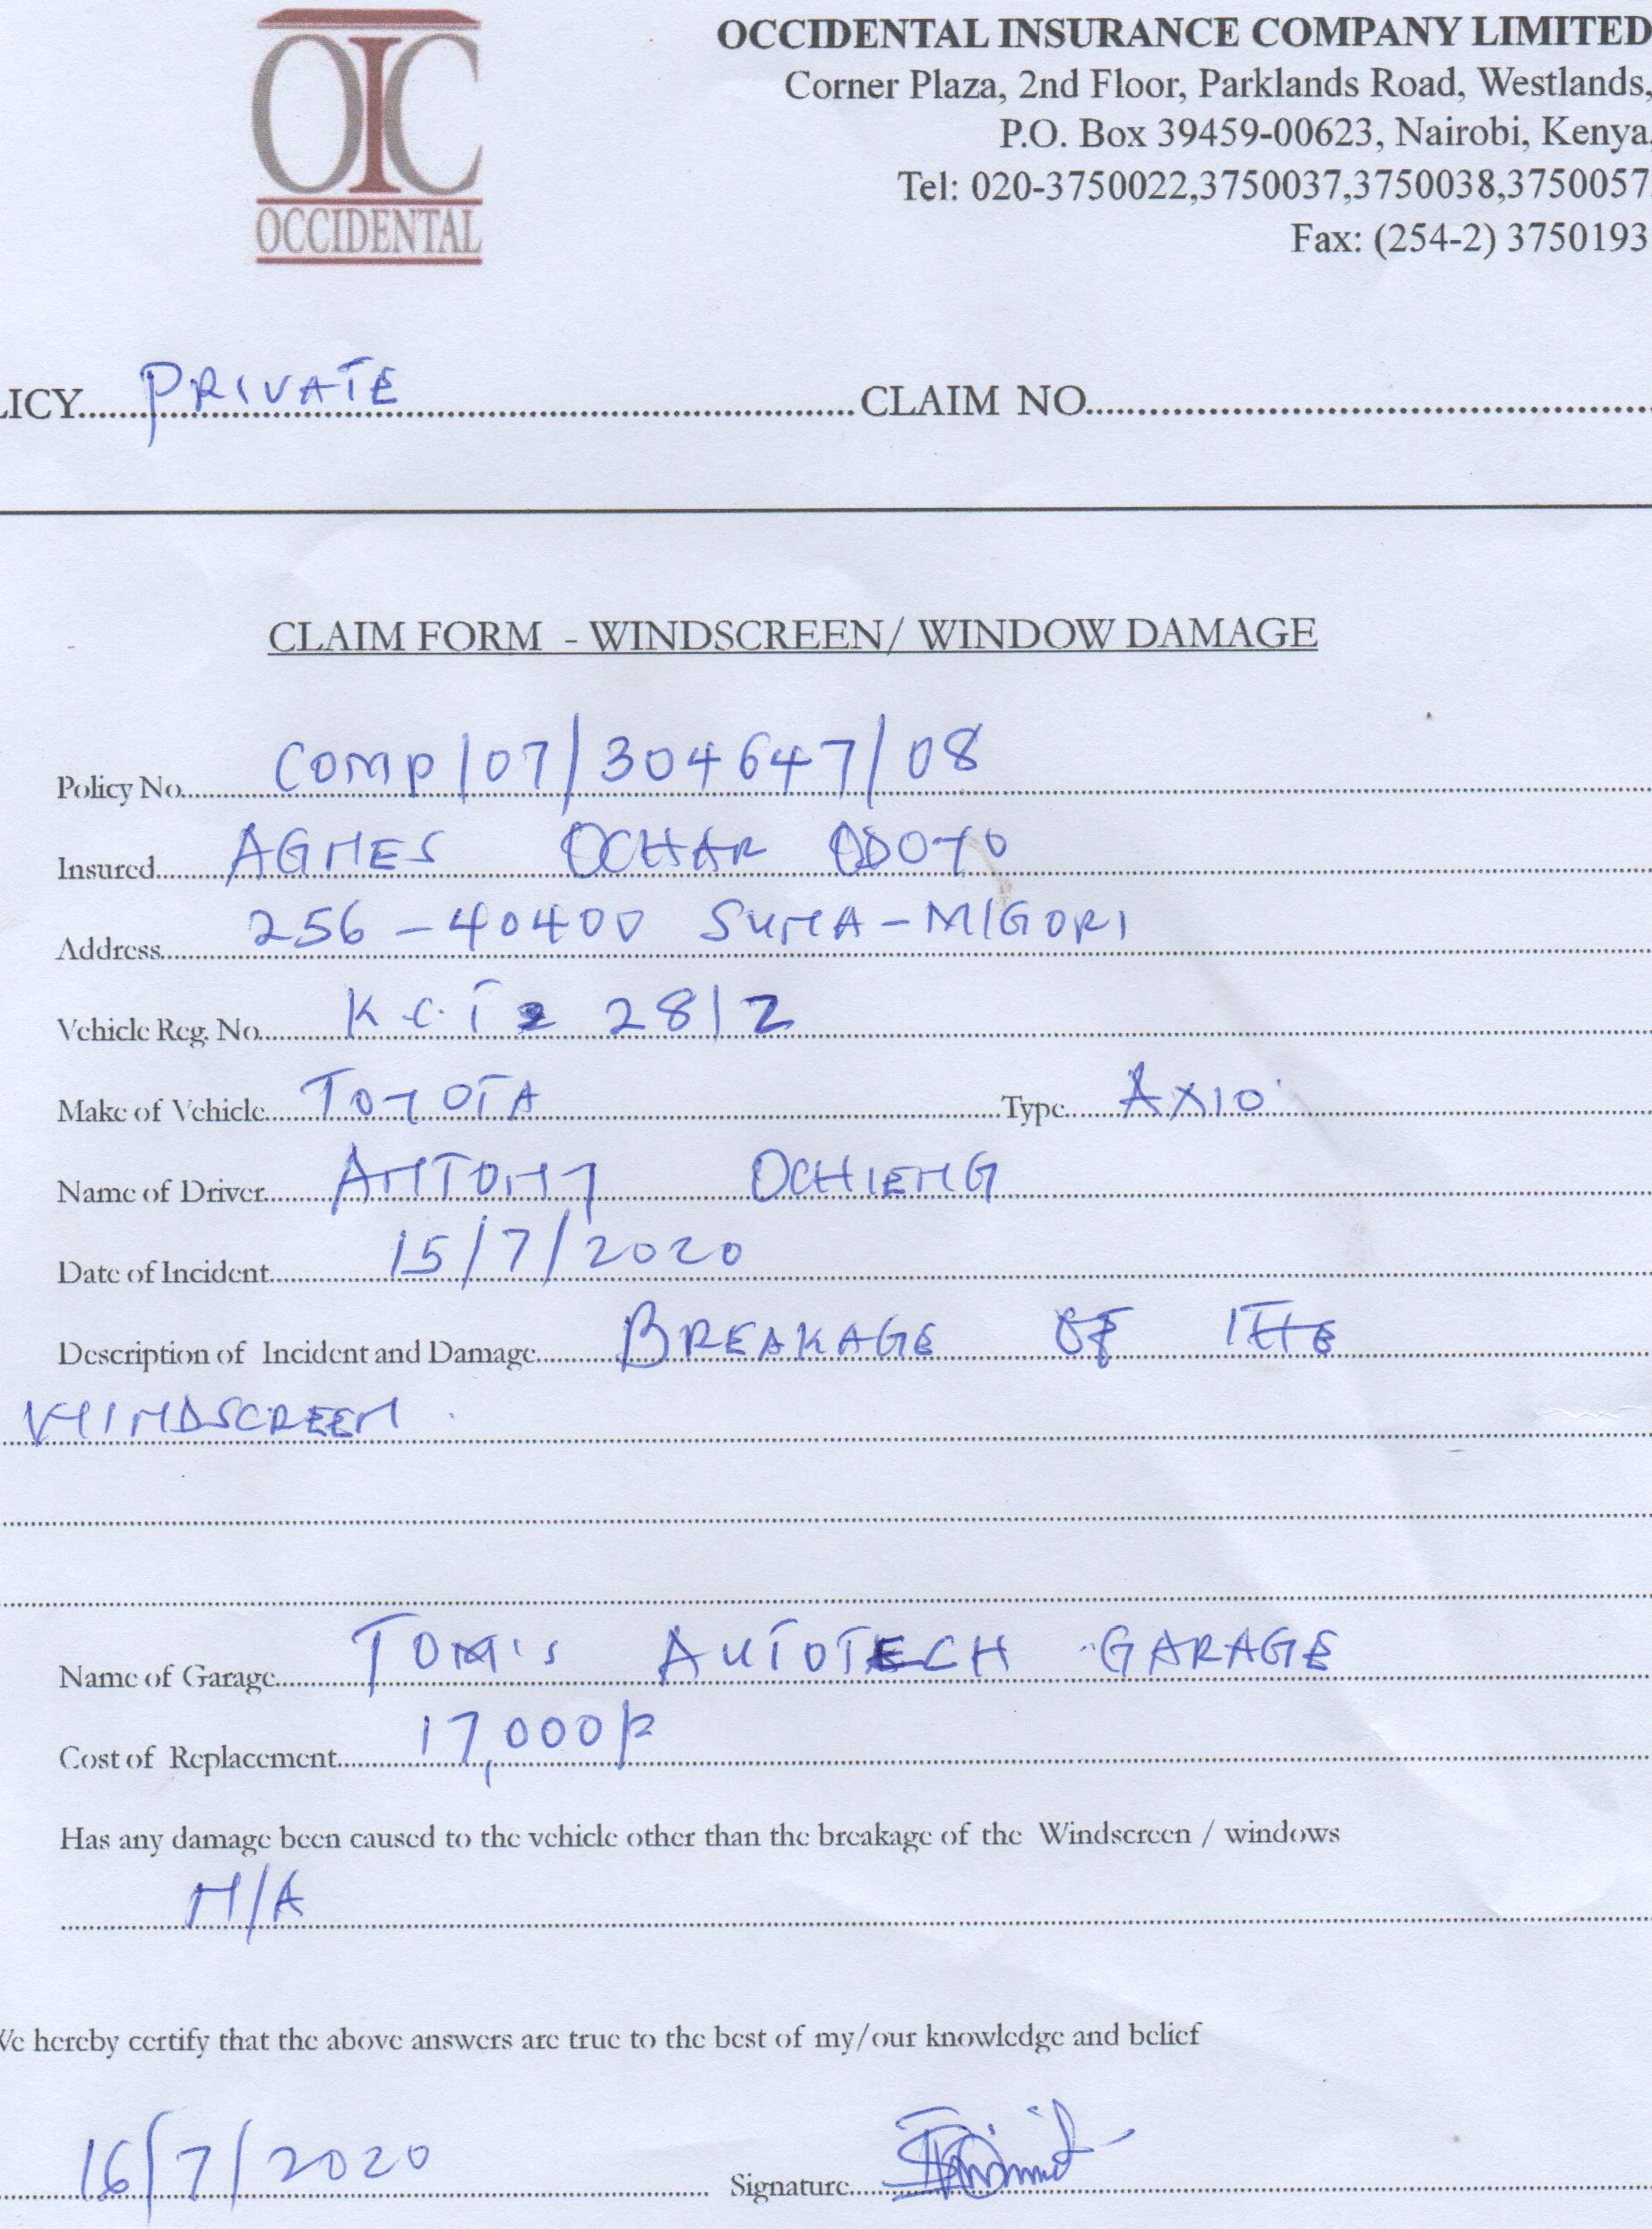 OIC
OCCIDENTAL
OCCIDENTAL INSURANCE COMPANY LIMITED
Corner Plaza, 2nd Floor, Parklands Road, Westlands,
P.O. Box 39459-00623, Nairobi, Kenya,
Tel: 020-3750022,3750037,3750038,3750057
Fax: (254-2) 3750193
LICY PRIVATE CLAIM NO.
CLAIM FORM - WINDSCREEN/ WINDOW DAMAGE
Policy No. COMP/07/304647/08
Insured AGNES OCHAR ODOYO
Address 256-40400 SUNA-MIGORI
Vehicle Reg. No. 281Z
Make of Vehicle TOYOTA Type AXIO
Name of Driver ANTONY OCHIENG
Date of Incident 15/7/2020
Description of Incident and Damage BREAKAGE OF THE
WINDSCREEN.
Name of Garage TOM'S AUTOTECH GARAGE
Cost of Replacement 17,000/=
Has any damage been caused to the vehicle other than the breakage of the Windscreen / windows
N/A
We hereby certify that the above answers are true to the best of my/our knowledge and belief
16/7/2020 Signature